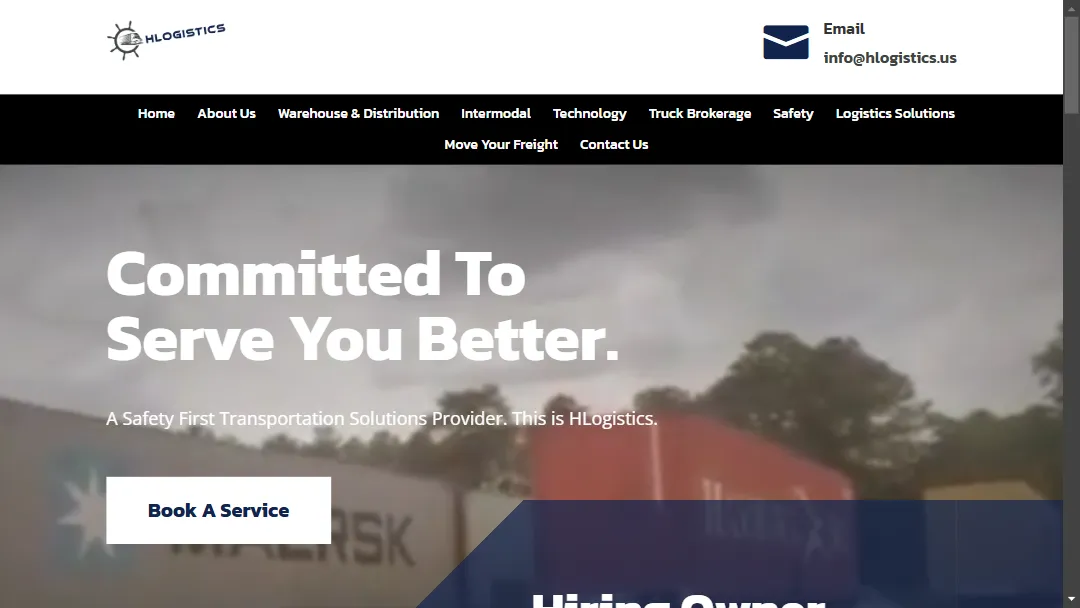 HLOGISTICS
Email
info@hlogistics.us
Home About Us Warehouse & Distribution Intermodal Technology Truck Brokerage Safety Logistics Solutions
Move Your Freight Contact Us
Committed To
Serve You Better.
A Safety First Transportation Solutions Provider. This is HLogistics.
Book A Service
MAERSK
Hiring Owner